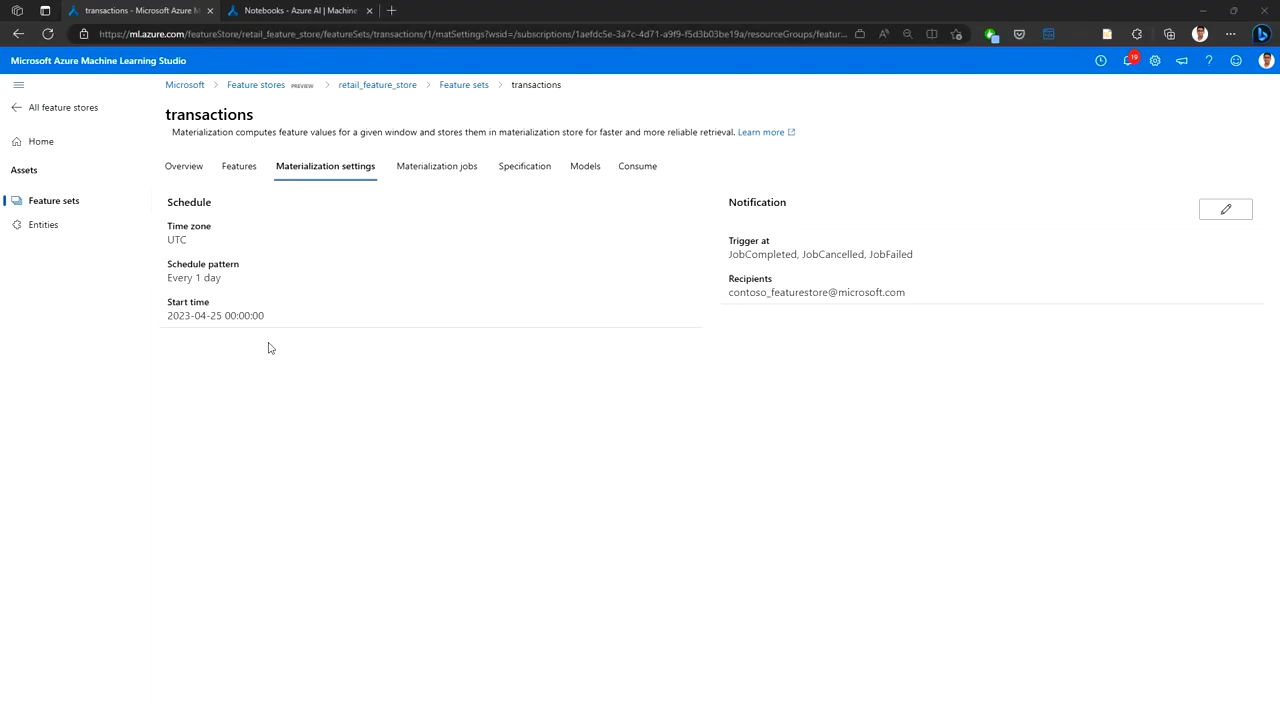 transactions - Microsoft Azure M
Notebooks - Azure AI | Machine
https://ml.azure.com/featureStore/retail_feature_store/featureSets/transactions/1/matSettings?wsid=/subscriptions/1aefdc5e-3a7c-4d71-a9f9-f5d3b03be19a/resourceGroups/featur...
Microsoft Azure Machine Learning Studio
19
Microsoft > Feature stores PREVIEW > retail_feature_store > Feature sets > transactions
All feature stores
transactions
Materialization computes feature values for a given window and stores them in materialization store for faster and more reliable retrieval. Learn more
Home
Overview Features Materialization settings Materialization jobs Specification Models Consume
Assets
Feature sets
Entities
Schedule
Time zone
UTC
Schedule pattern
Every 1 day
Start time
2023-04-25 00:00:00
Notification
Trigger at
JobCompleted, JobCancelled, JobFailed
Recipients
contoso_featurestore@microsoft.com